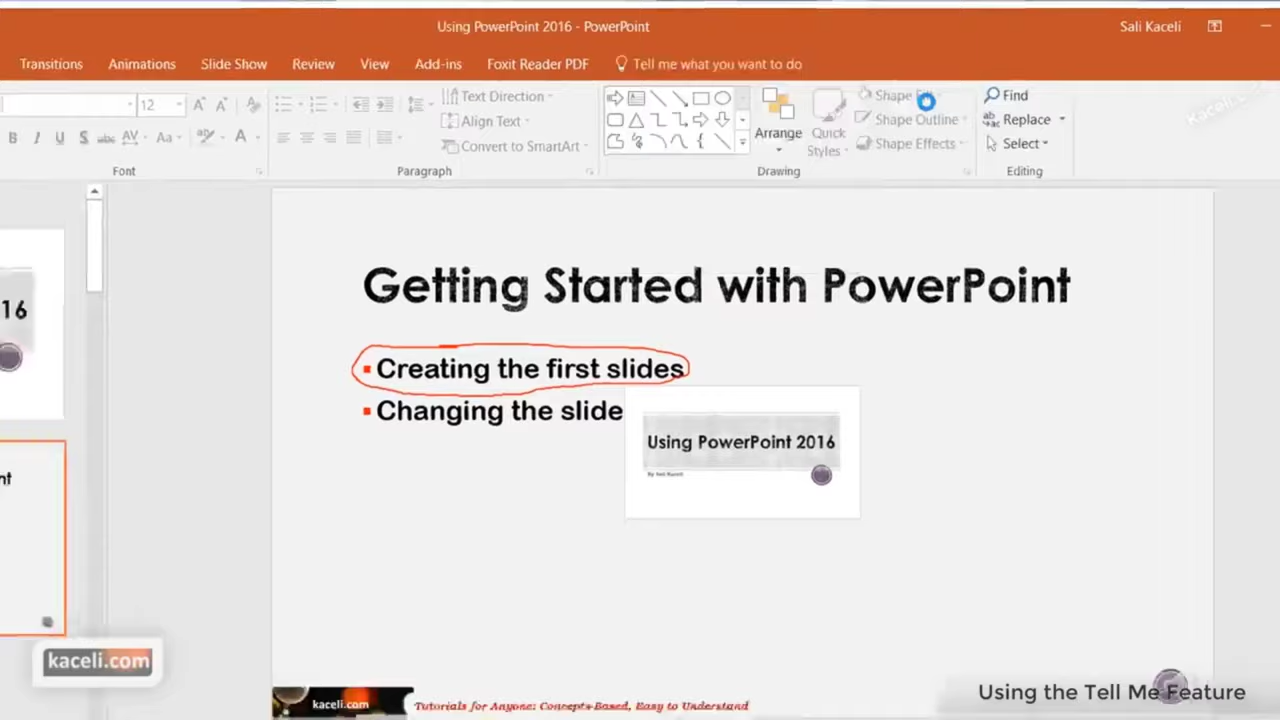 Using PowerPoint 2016 - PowerPoint
Sali Kaceli
Transitions Animations Slide Show Review View Add-ins Foxit Reader PDF Tell me what you want to do
12
Text Direction
Align Text
Convert to SmartArt
Arrange
Quick Styles
Shape
Shape Outline
Shape Effects
Find
Replace
Select
Font Paragraph Drawing Editing
16
nt
Getting Started with PowerPoint
Creating the first slides
Changing the slide
Using PowerPoint 2016
By Sali Kaceli
kaceli.com
kaceli.com
Tutorials for Anyone: Concepts-Based, Easy to Understand
Using the Tell Me Feature